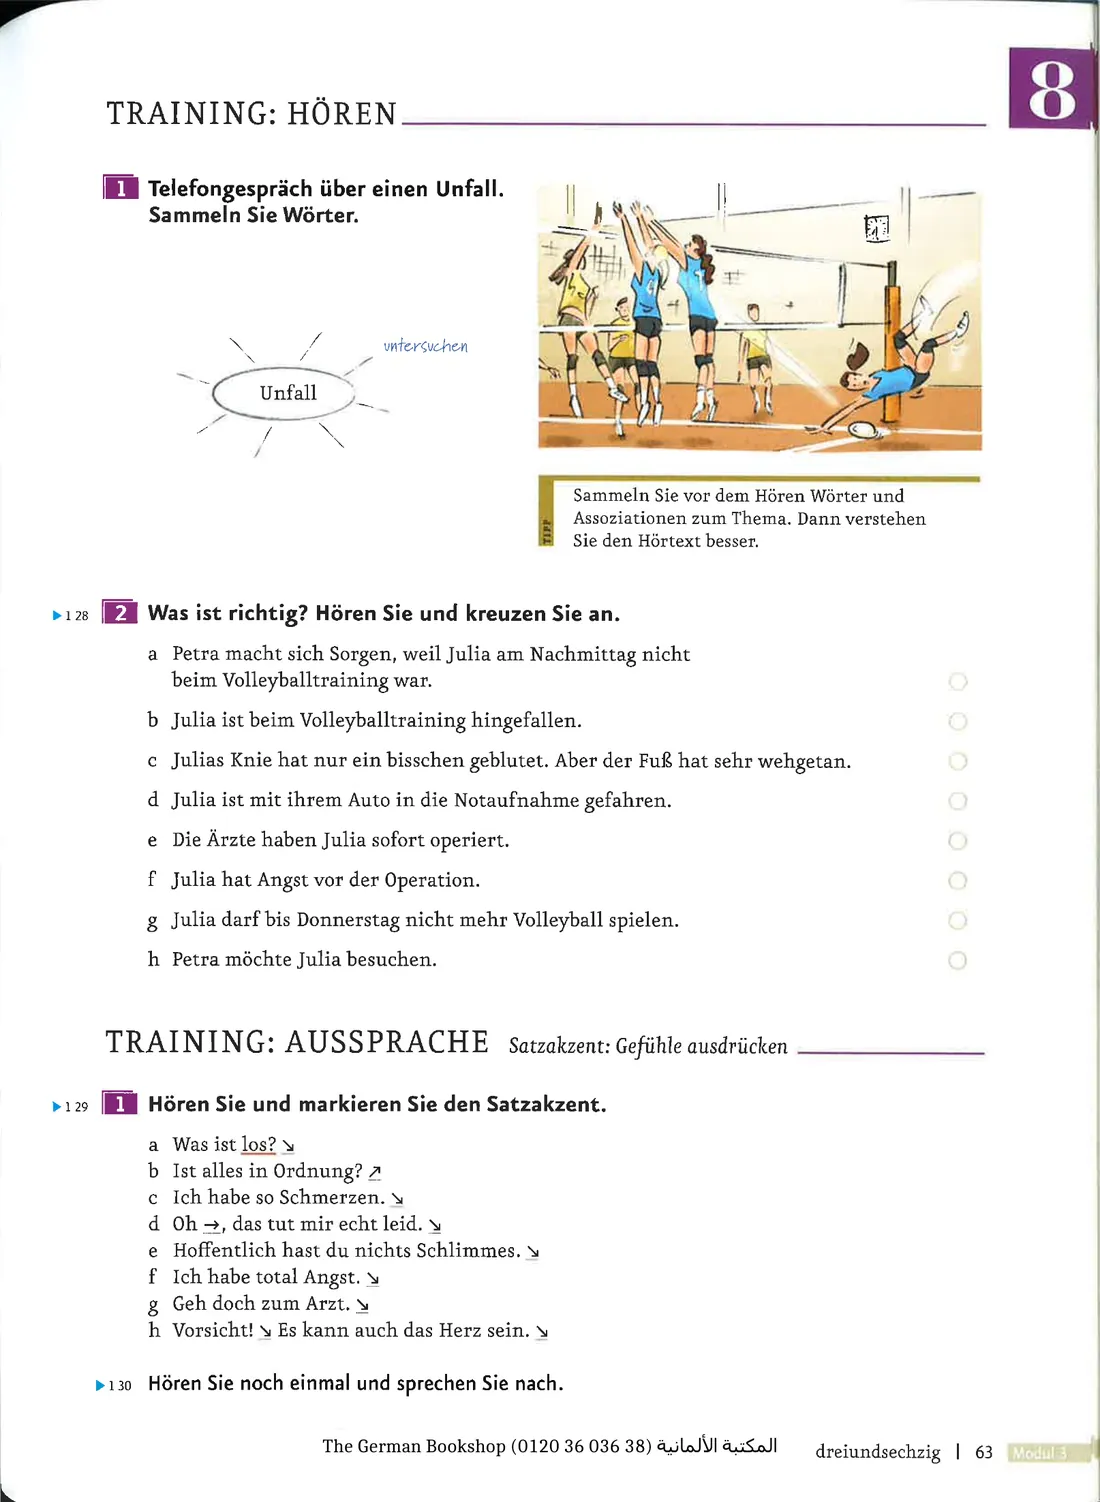 8
TRAINING: HÖREN
1 Telefongespräch über einen Unfall.
Sammeln Sie Wörter.
untersuchen
Unfall
TIPP
Sammeln Sie vor dem Hören Wörter und
Assoziationen zum Thema. Dann verstehen
Sie den Hörtext besser.
▶ 1 28 2 Was ist richtig? Hören Sie und kreuzen Sie an.
a Petra macht sich Sorgen, weil Julia am Nachmittag nicht
beim Volleyballtraining war.
b Julia ist beim Volleyballtraining hingefallen.
c Julias Knie hat nur ein bisschen geblutet. Aber der Fuß hat sehr wehgetan.
d Julia ist mit ihrem Auto in die Notaufnahme gefahren.
e Die Ärzte haben Julia sofort operiert.
f Julia hat Angst vor der Operation.
g Julia darf bis Donnerstag nicht mehr Volleyball spielen.
h Petra möchte Julia besuchen.
TRAINING: AUSSPRACHE Satzakzent: Gefühle ausdrücken
▶ 1 29 1 Hören Sie und markieren Sie den Satzakzent.
a Was ist los? ↘
b Ist alles in Ordnung? ↗
c Ich habe so Schmerzen. ↘
d Oh →, das tut mir echt leid. ↘
e Hoffentlich hast du nichts Schlimmes. ↘
f Ich habe total Angst. ↘
g Geh doch zum Arzt. ↘
h Vorsicht! ↘ Es kann auch das Herz sein. ↘
▶ 1 30 Hören Sie noch einmal und sprechen Sie nach.
The German Bookshop (0120 36 036 38) المكتبة الألمانية
dreiundsechzig | 63 Modul 3